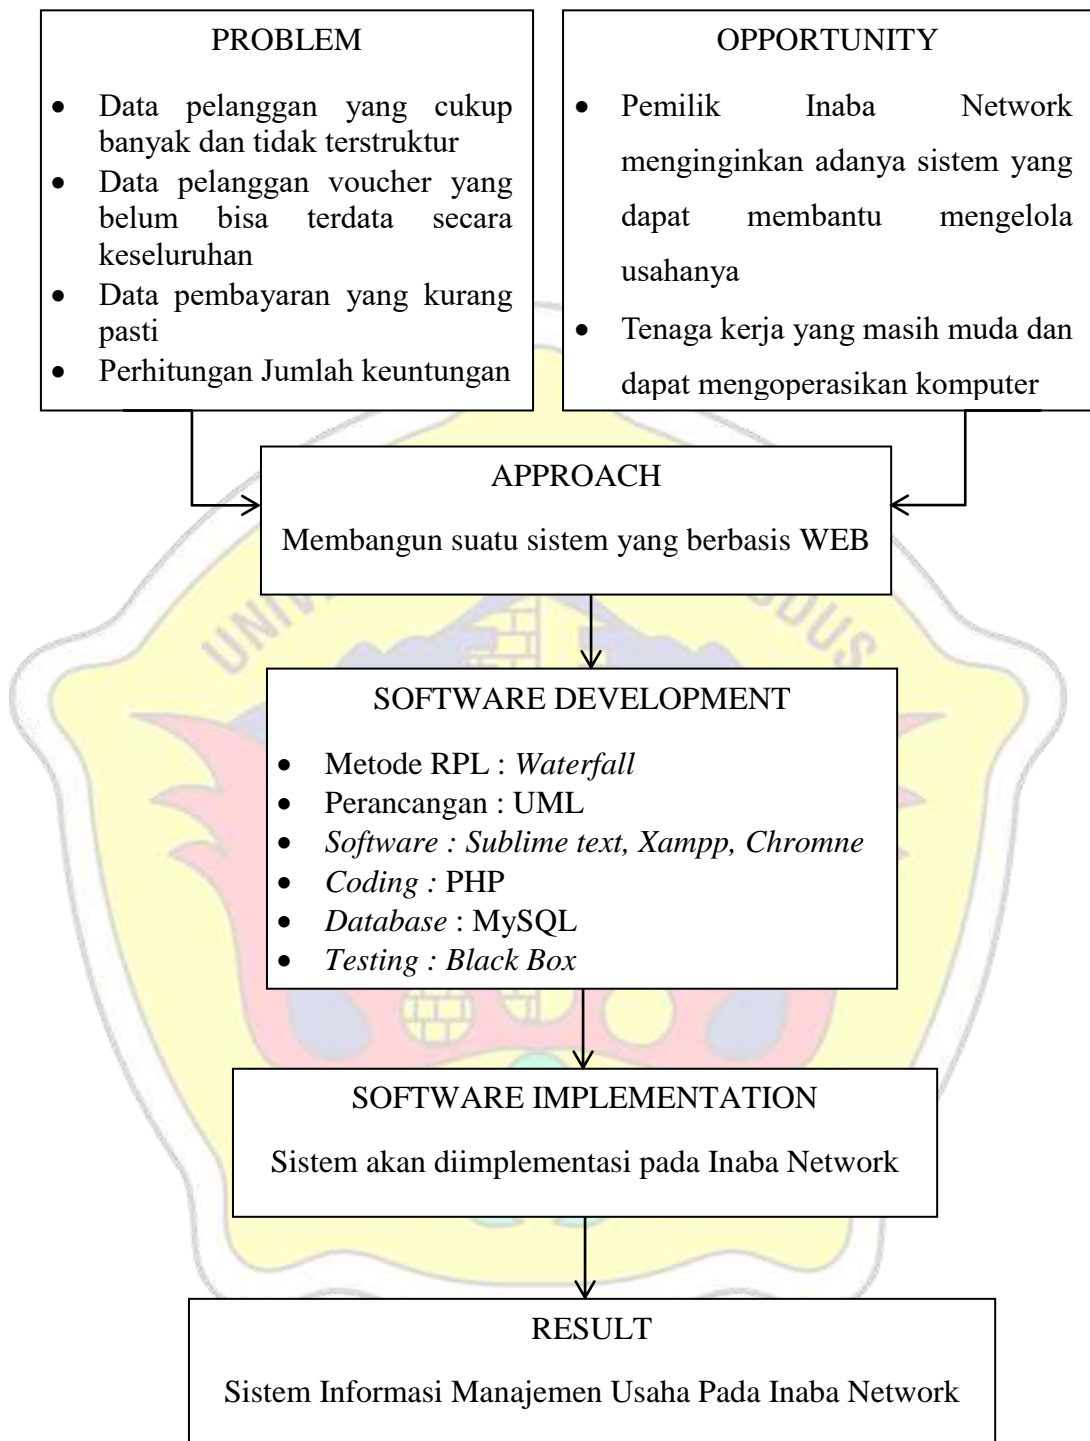 PROBLEM
• Data pelanggan yang cukup
banyak dan tidak terstruktur
• Data pelanggan voucher yang
belum bisa terdata secara
keseluruhan
• Data pembayaran yang kurang
pasti
• Perhitungan Jumlah keuntungan
OPPORTUNITY
• Pemilik Inaba Network
menginginkan adanya sistem yang
dapat membantu mengelola
usahanya
• Tenaga kerja yang masih muda dan
dapat mengoperasikan komputer
APPROACH
Membangun suatu sistem yang berbasis WEB
SOFTWARE DEVELOPMENT
• Metode RPL : Waterfall
• Perancangan : UML
• Software : Sublime text, Xampp, Chromne
• Coding : PHP
• Database : MySQL
• Testing : Black Box
SOFTWARE IMPLEMENTATION
Sistem akan diimplementasi pada Inaba Network
RESULT
Sistem Informasi Manajemen Usaha Pada Inaba Network